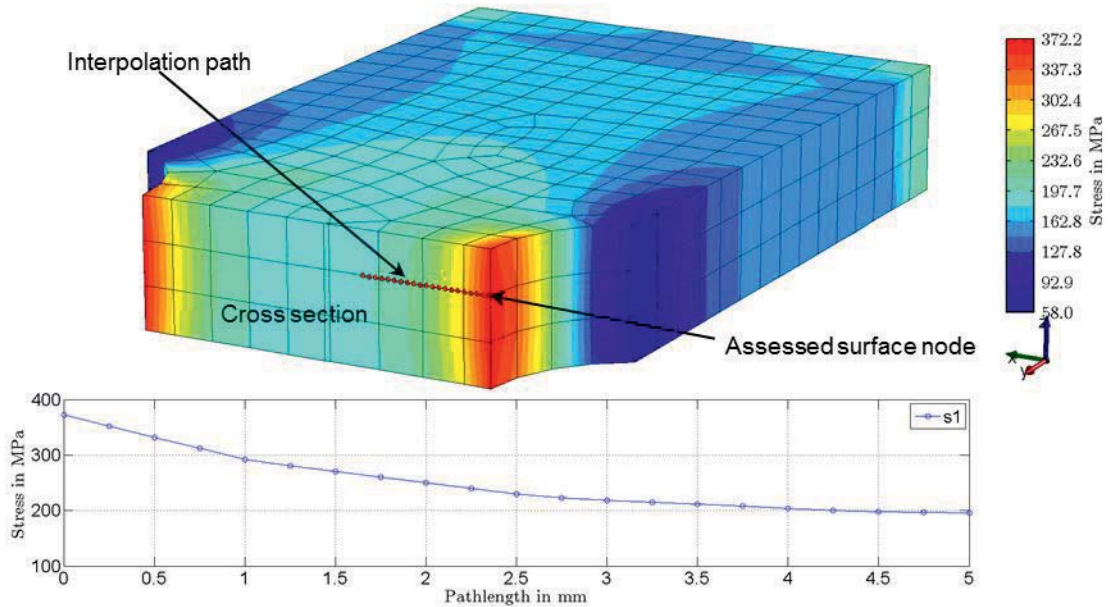 Interpolation path
Cross section
Assessed surface node
372.2
337.3
302.4
267.5
232.6
197.7
162.8
127.8
92.9
58.0
Stress in MPa
x
y
400
300
200
100
Stress in MPa
s1
0
0.5
1
1.5
2
2.5
3
3.5
4
4.5
5
Pathlength in mm